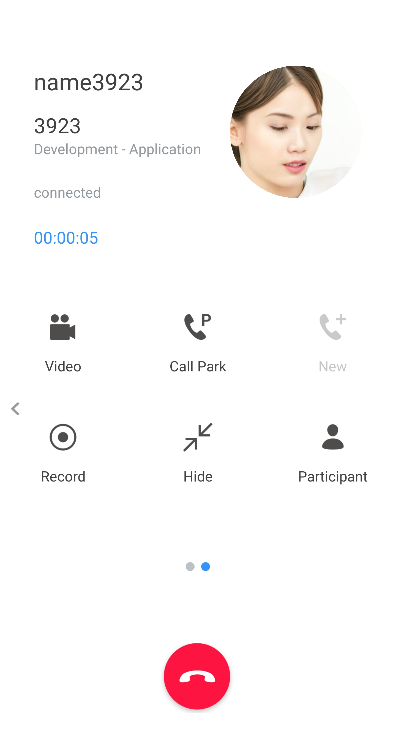 name3923
3923
Development - Application
connected
00:00:05
P
Video
Call Park
New
Record
Hide
Participant